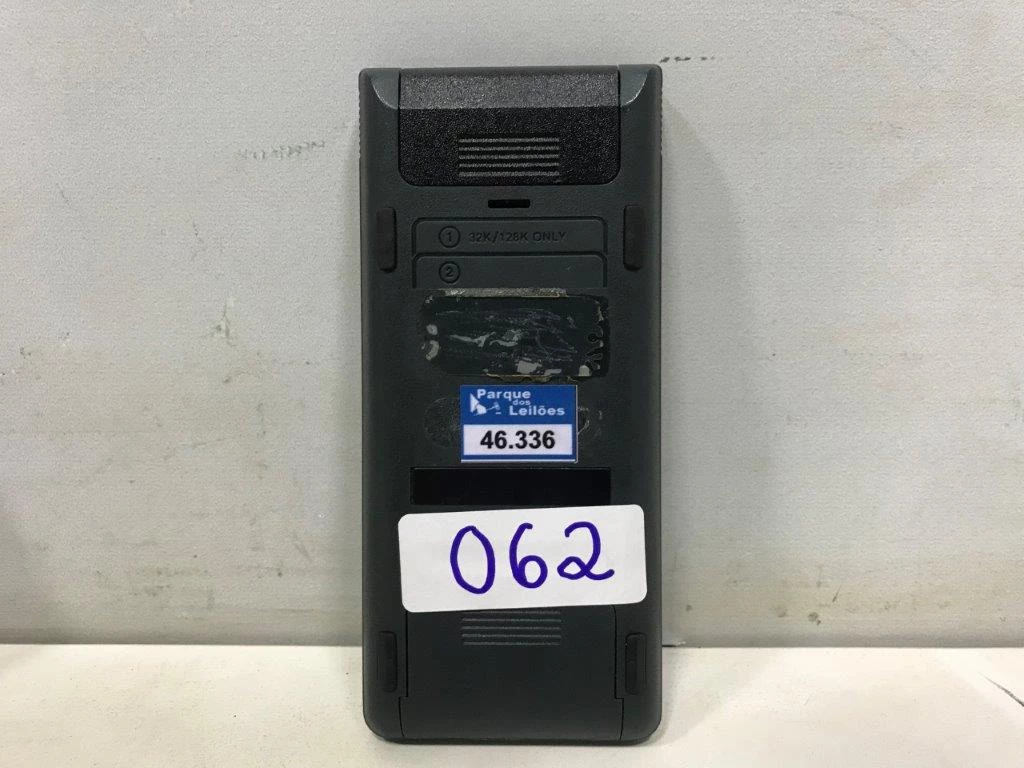 1 32K/128K ONLY
2
Parque
dos
Leilões
46.336
062